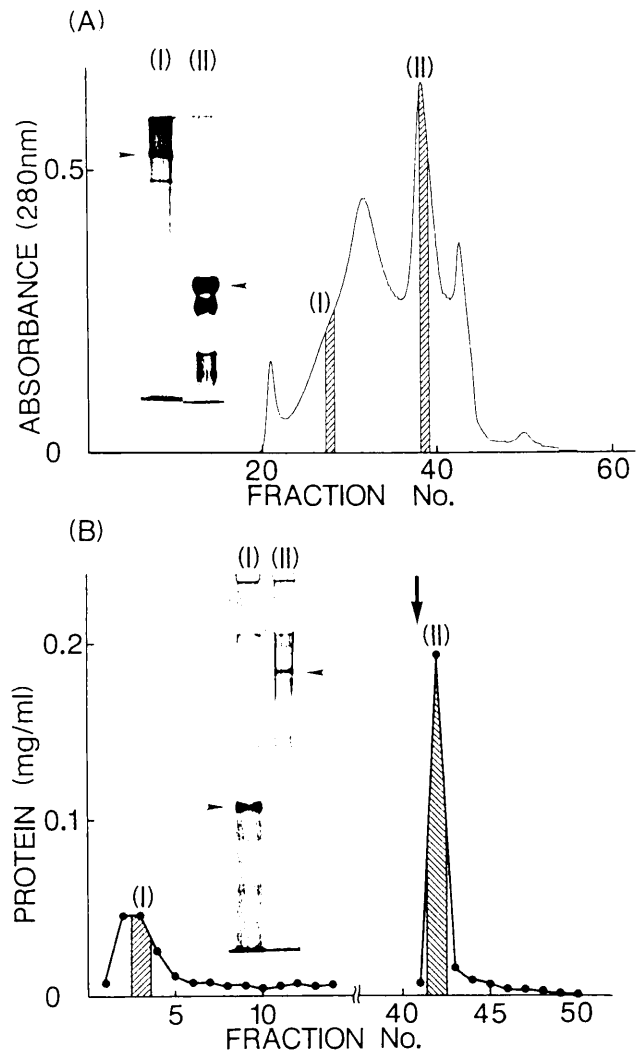 (A)
(I) (II)
(II)
0.5
(I)
ABSORBANCE (280nm)
0
20 40 60
FRACTION No.
(B)
(I) (II)
(II)
0.2
0.1
PROTEIN (mg/ml)
(I)
0
5 10 40 45 50
FRACTION No.